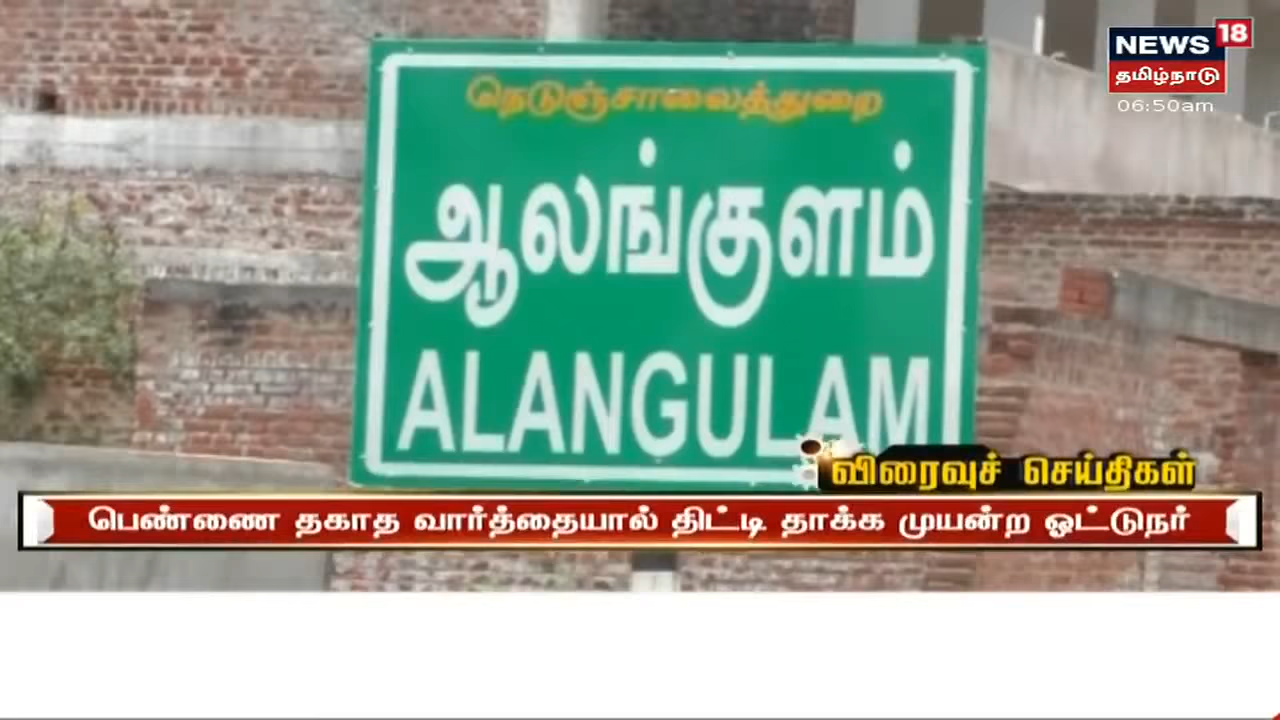 NEWS 18
தமிழ்நாடு
06:50am
நெடுஞ்சாலைத்துறை
ஆலங்குளம்
ALANGULAM
விரைவுச் செய்திகள்
பெண்ணை தகாத வார்த்தையால் திட்டி தாக்க முயன்ற ஓட்டுநர்